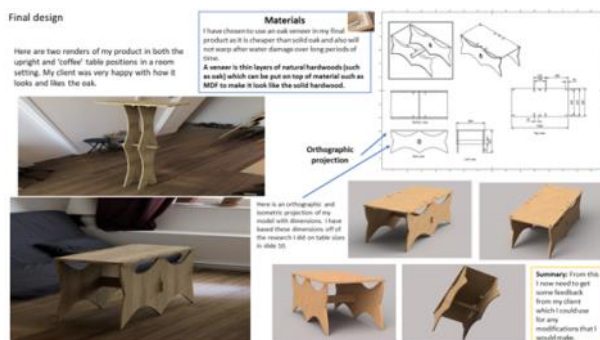 Final design
Here are two renders of my product in both the
upright and 'coffee' table positions in a room
setting. My client was very happy with how it
looks and likes the oak.
Materials
I have chosen to use an oak veneer in my final
product as it is cheaper than solid oak and also will
not warp after water damage over long periods of
time.
A veneer is thin layers of natural hardwoods (such
as oak) which can be put on top of material such as
MDF to make it look like the solid hardwood.
Orthographic
projection
Here is an orthographic and
isometric projection of my
model with dimensions. I have
based these dimensions off of
the research I did on table sizes
in slide
Summary: From this
I now need to get
some feedback
from my client
which I could use
for any
modifications that I
would make.